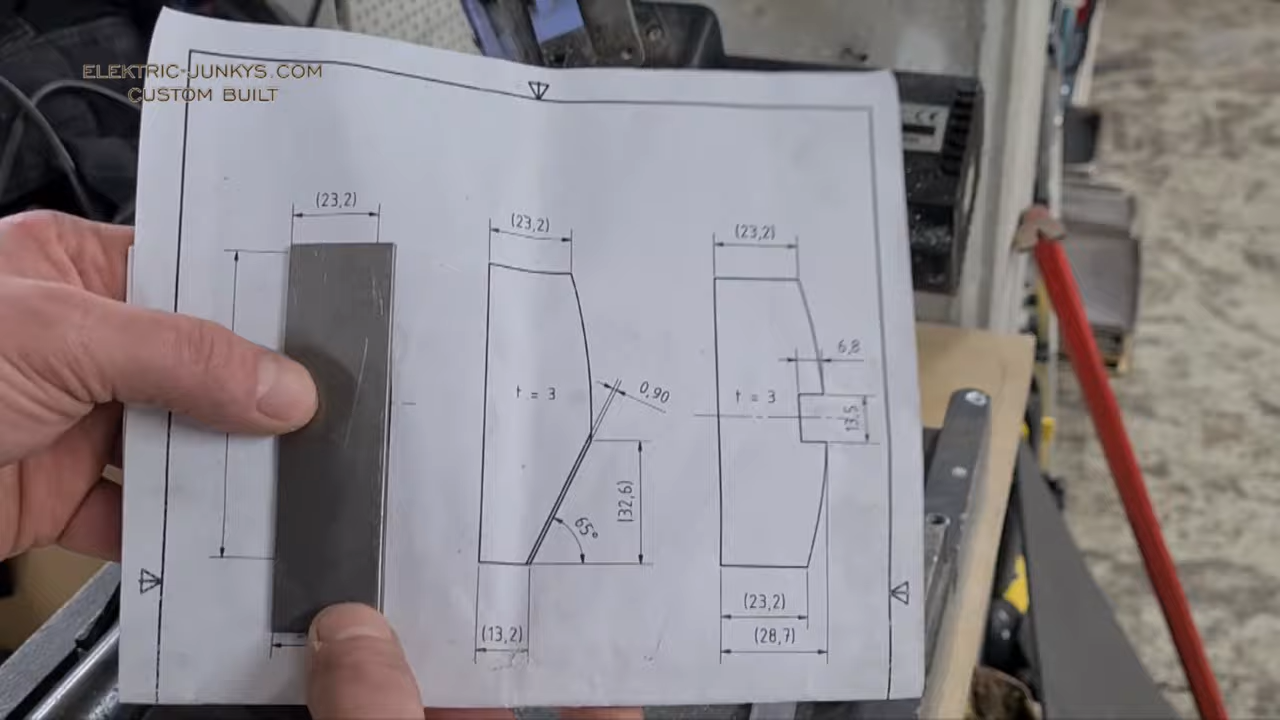 ELEKTRIC-JUNKYS.COM
CUSTOM BUILT
(23,2)
(23,2)
(23,2)
6,8
t = 3
0,90
t = 3
13,5
(32,6)
65°
(23,2)
(13,2)
(28,7)